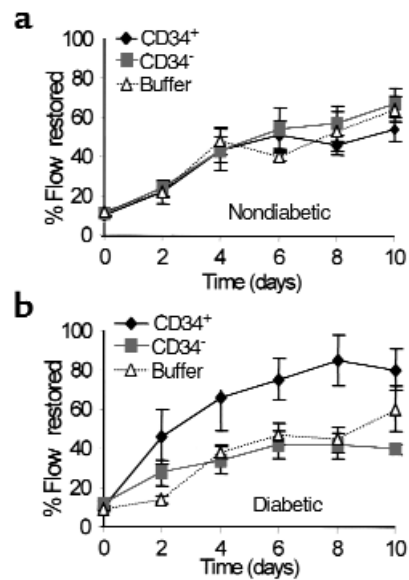 a
CD34⁺
CD34⁻
Buffer
100
80
60
40
20
0
% Flow restored
Nondiabetic
0 2 4 6 8 10
Time (days)
b
CD34⁺
CD34⁻
Buffer
100
80
60
40
20
0
% Flow restored
Diabetic
0 2 4 6 8 10
Time (days)